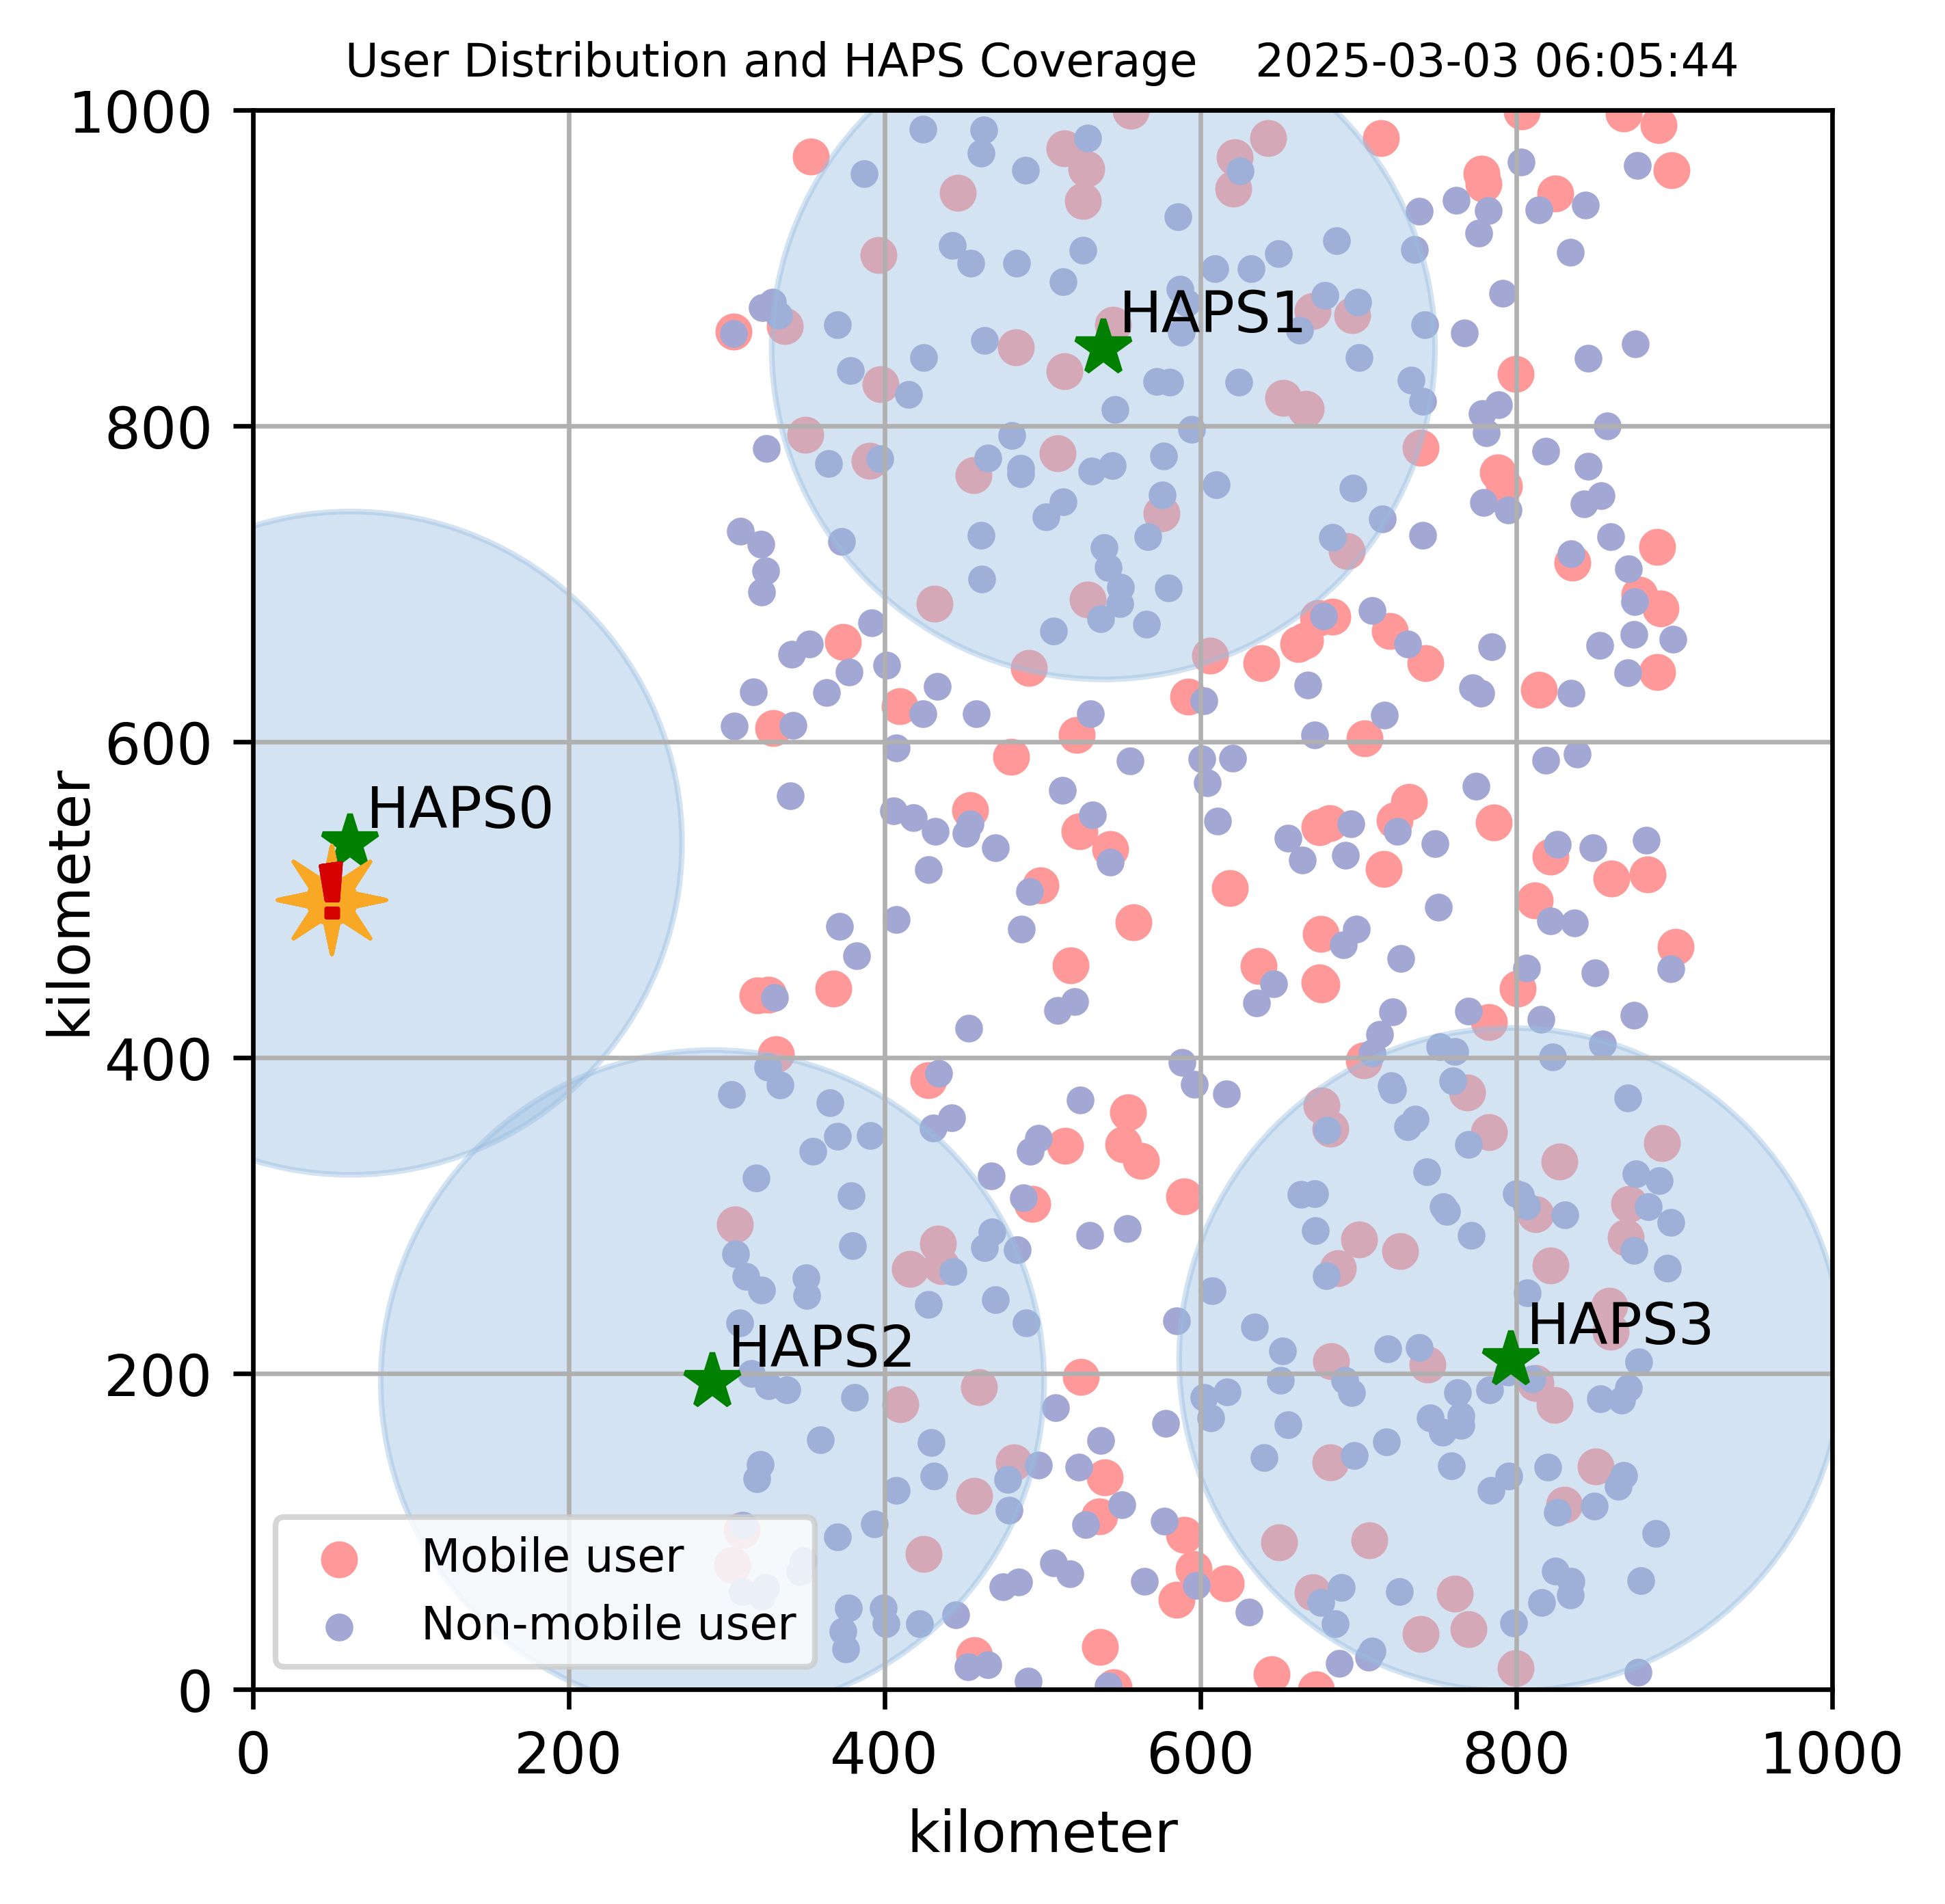 User Distribution and HAPS Coverage    2025-03-03 06:05:44
1000
800
600
400
200
0
kilometer
HAPS1
HAPS0
HAPS3
HAPS2
Mobile user
Non-mobile user
0 200 400 600 800 1000
kilometer